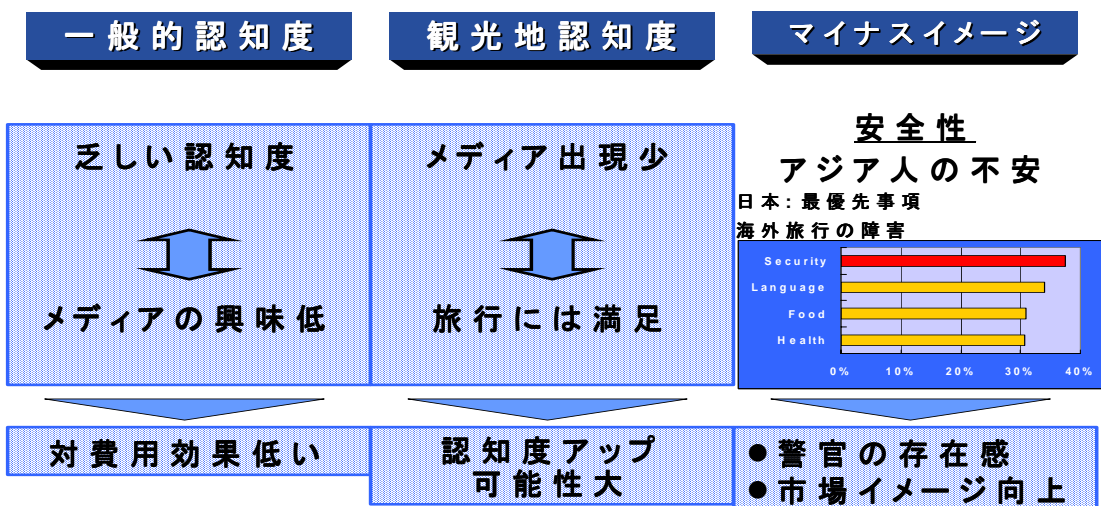 一般的認知度
観光地認知度
マイナスイメージ
乏しい認知度
メディアの興味低
対費用効果低い
メディア出現少
旅行には満足
認知度アップ
可能性大
安全性
アジア人の不安
日本: 最優先事項
海外旅行の障害
Security
Language
Food
Health
0% 10% 20% 30% 40%
●警官の存在感
●市場イメージ向上